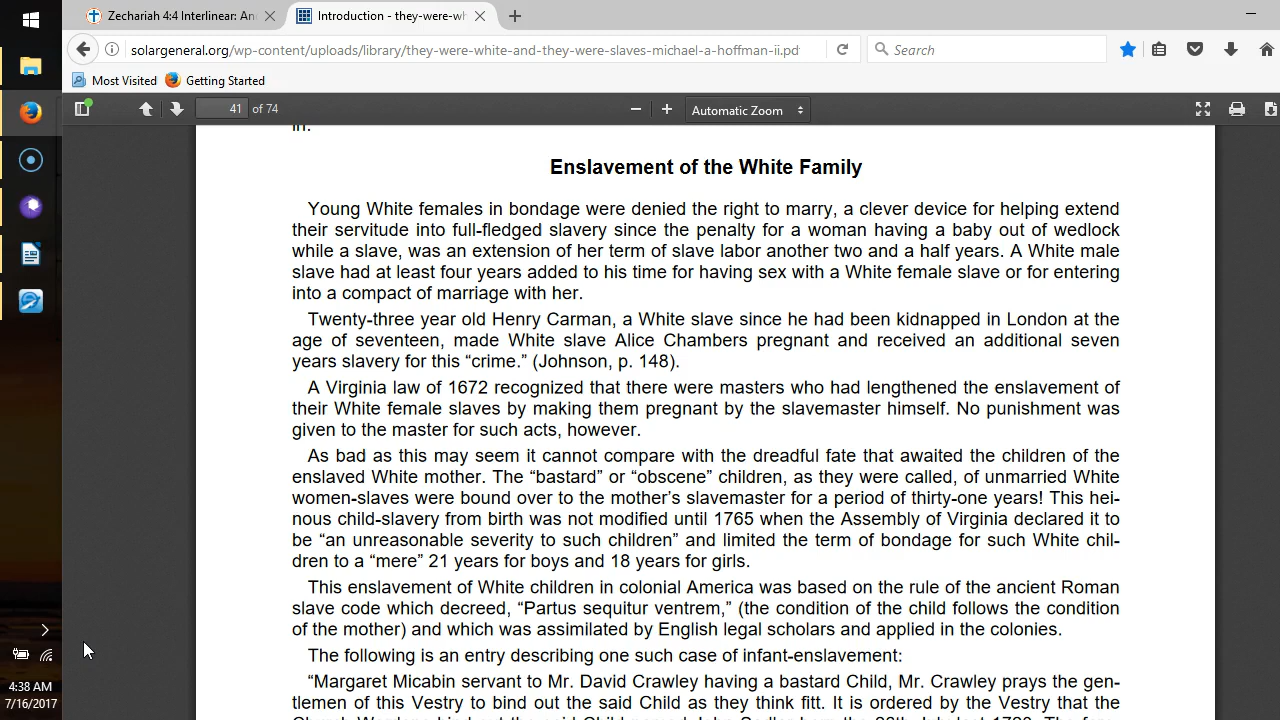 Zechariah 4:4 Interlinear: An
Introduction - they-were-wh
solargeneral.org/wp-content/uploads/library/they-were-white-and-they-were-slaves-michael-a-hoffman-ii.pd
Search
Most Visited
Getting Started
41 of 74
Automatic Zoom
in.
Enslavement of the White Family
Young White females in bondage were denied the right to marry, a clever device for helping extend
their servitude into full-fledged slavery since the penalty for a woman having a baby out of wedlock
while a slave, was an extension of her term of slave labor another two and a half years. A White male
slave had at least four years added to his time for having sex with a White female slave or for entering
into a compact of marriage with her.
Twenty-three year old Henry Carman, a White slave since he had been kidnapped in London at the
age of seventeen, made White slave Alice Chambers pregnant and received an additional seven
years slavery for this “crime.” (Johnson, p. 148).
A Virginia law of 1672 recognized that there were masters who had lengthened the enslavement of
their White female slaves by making them pregnant by the slavemaster himself. No punishment was
given to the master for such acts, however.
As bad as this may seem it cannot compare with the dreadful fate that awaited the children of the
enslaved White mother. The “bastard” or “obscene” children, as they were called, of unmarried White
women-slaves were bound over to the mother’s slavemaster for a period of thirty-one years! This hei-
nous child-slavery from birth was not modified until 1765 when the Assembly of Virginia declared it to
be “an unreasonable severity to such children” and limited the term of bondage for such White chil-
dren to a “mere” 21 years for boys and 18 years for girls.
This enslavement of White children in colonial America was based on the rule of the ancient Roman
slave code which decreed, “Partus sequitur ventrem,” (the condition of the child follows the condition
of the mother) and which was assimilated by English legal scholars and applied in the colonies.
The following is an entry describing one such case of infant-enslavement:
“Margaret Micabin servant to Mr. David Crawley having a bastard Child, Mr. Crawley prays the gen-
tlemen of this Vestry to bind out the said Child as they think fitt. It is ordered by the Vestry that the
4:38 AM
7/16/2017